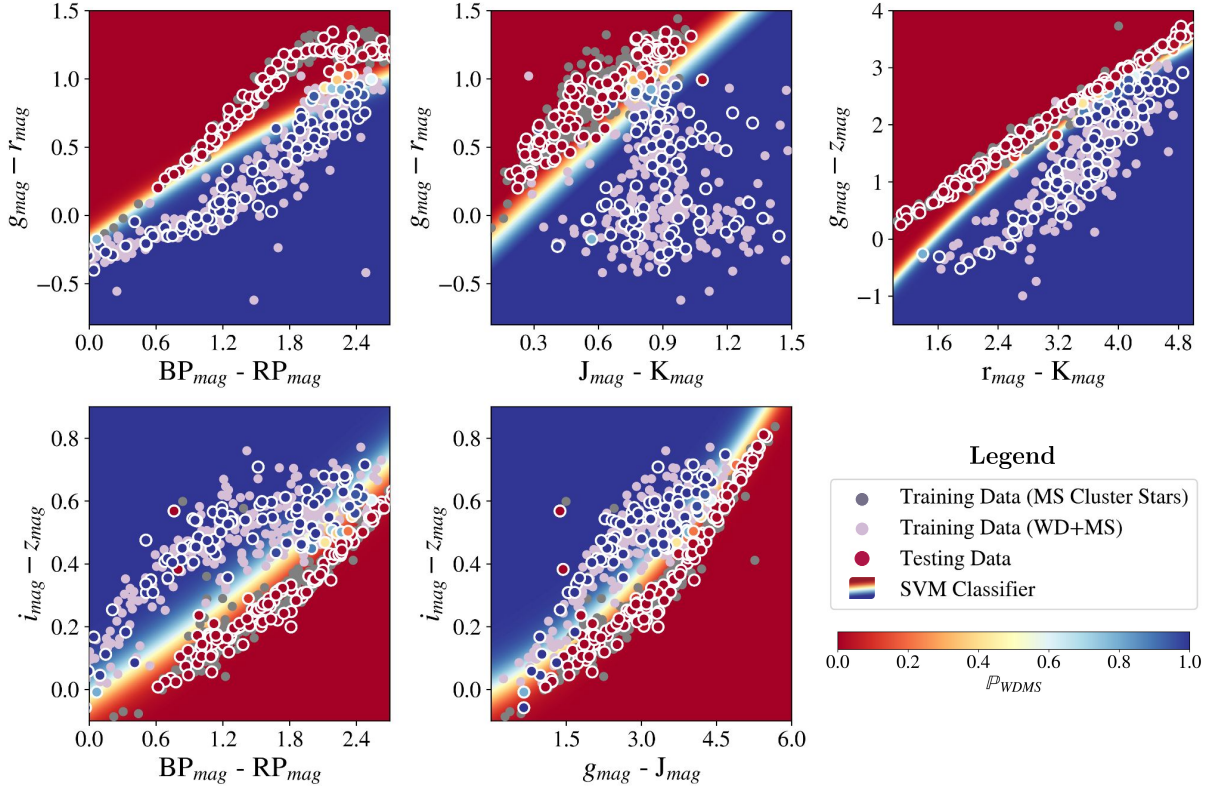 1.5
1.0
0.5
0.0
−0.5
0.0 0.6 1.2 1.8 2.4
g_mag − r_mag
BP_mag - RP_mag
1.5
1.0
0.5
0.0
−0.5
0.3 0.6 0.9 1.2 1.5
g_mag − r_mag
J_mag - K_mag
4
3
2
1
0
−1
1.6 2.4 3.2 4.0 4.8
g_mag − z_mag
r_mag - K_mag
0.8
0.6
0.4
0.2
0.0
0.0 0.6 1.2 1.8 2.4
i_mag − z_mag
BP_mag - RP_mag
0.8
0.6
0.4
0.2
0.0
1.5 3.0 4.5 6.0
i_mag − z_mag
g_mag - J_mag
Legend
Training Data (MS Cluster Stars)
Training Data (WD+MS)
Testing Data
SVM Classifier
0.0 0.2 0.4 0.6 0.8 1.0
ℙ_WDMS